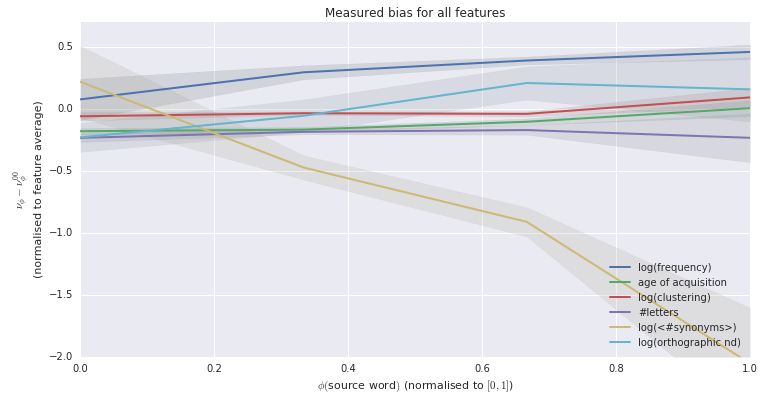 Measured bias for all features
ν_ϕ − ν_ϕ^00
(normalised to feature average)
0.5
0.0
−0.5
−1.0
−1.5
−2.0
log(frequency)
age of acquisition
log(clustering)
#letters
log(<#synonyms>)
log(orthographic nd)
0.0 0.2 0.4 0.6 0.8 1.0
ϕ(source word) (normalised to [0, 1])